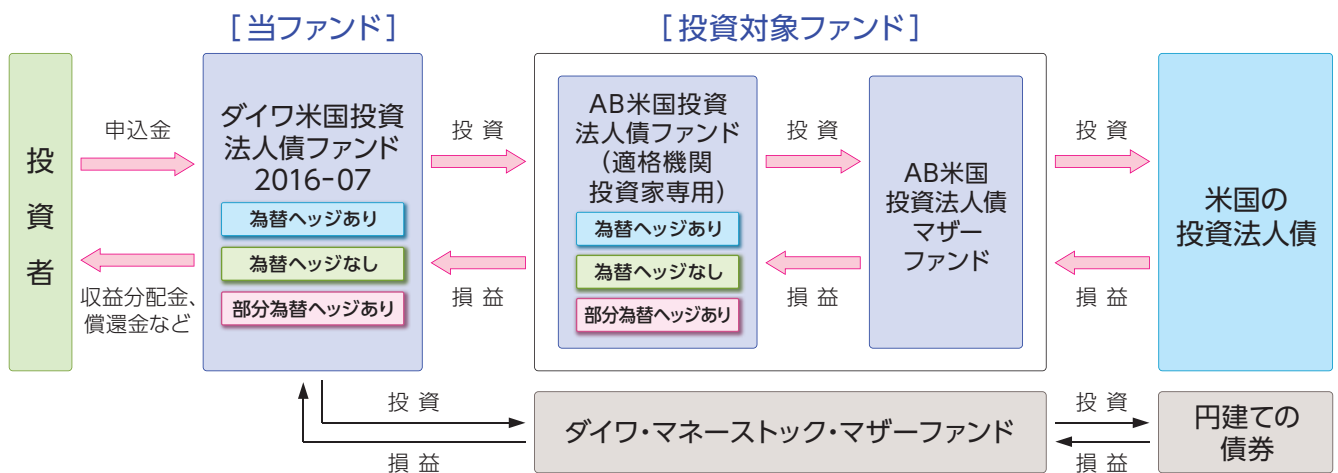 [当ファンド]
[投資対象ファンド]
投資者
申込金
収益分配金、
償還金など
ダイワ米国投資
法人債ファンド
2016-07
為替ヘッジあり
為替ヘッジなし
部分為替ヘッジあり
投資
損益
AB米国投資
法人債ファンド
(適格機関
投資家専用)
為替ヘッジあり
為替ヘッジなし
部分為替ヘッジあり
投資
損益
AB米国
投資法人債
マザー
ファンド
投資
損益
米国の
投資法人債
投資
損益
ダイワ・マネーストック・マザーファンド
投資
損益
円建ての
債券